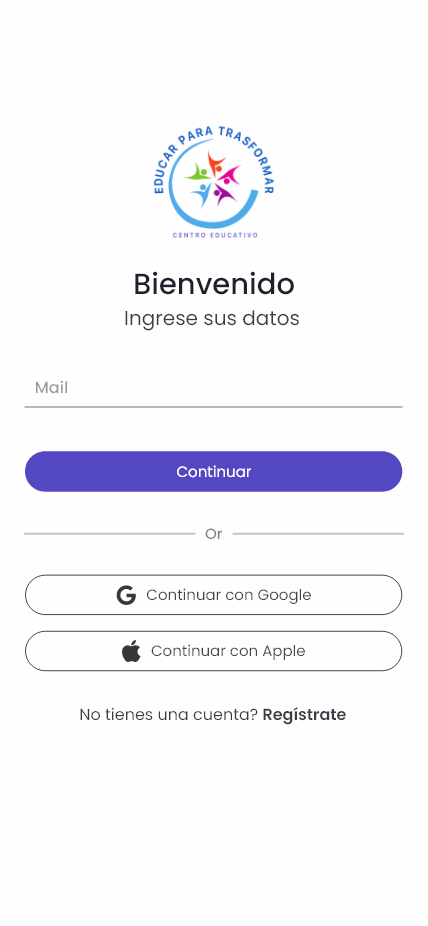 EDUCAR PARA TRASFORMAR
CENTRO EDUCATIVO
Bienvenido
Ingrese sus datos
Mail
Continuar
Or
Continuar con Google
Continuar con Apple
No tienes una cuenta? Regístrate